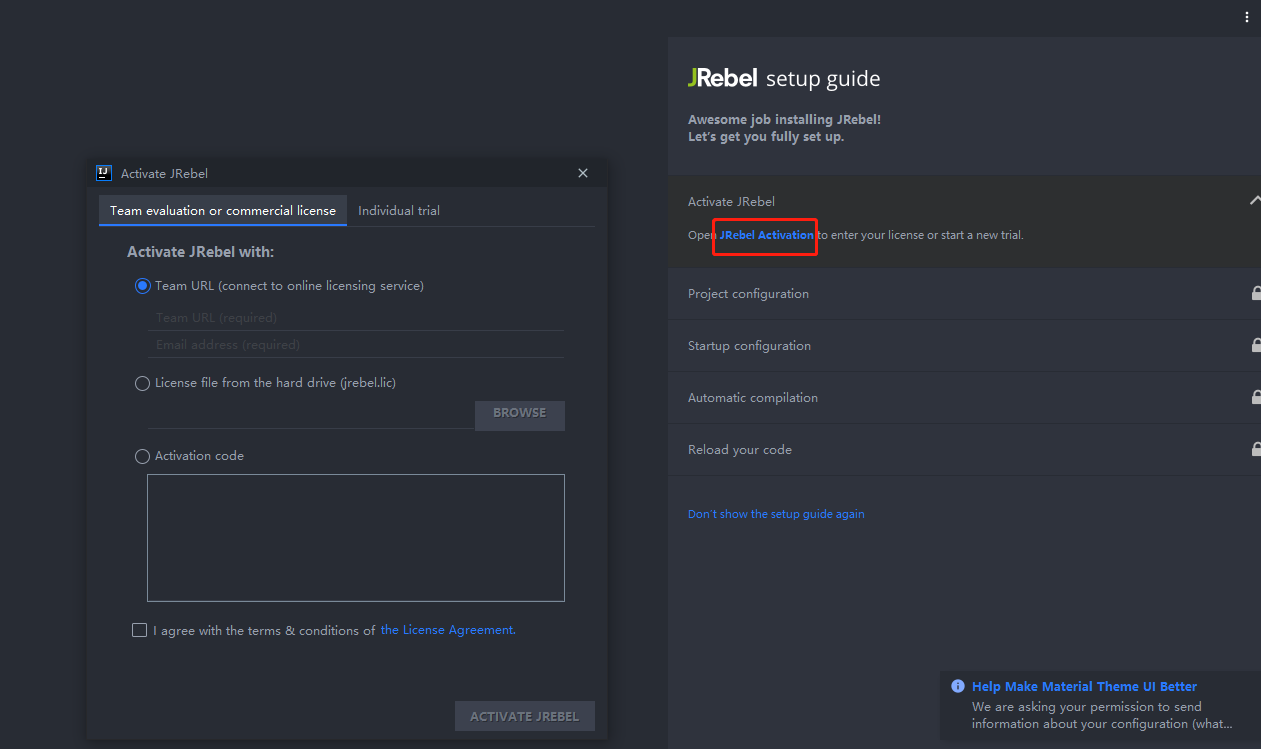 Activate JRebel
Team evaluation or commercial license
Individual trial
Activate JRebel with:
Team URL (connect to online licensing service)
Team URL (required)
Email address (required)
License file from the hard drive (jrebel.lic)
BROWSE
Activation code
I agree with the terms & conditions of the License Agreement.
ACTIVATE JREBEL
JRebel setup guide
Awesome job installing JRebel!
Let's get you fully set up.
Activate JRebel
Open JRebel Activation to enter your license or start a new trial.
Project configuration
Startup configuration
Automatic compilation
Reload your code
Don't show the setup guide again
Help Make Material Theme UI Better
We are asking your permission to send
information about your configuration (what...